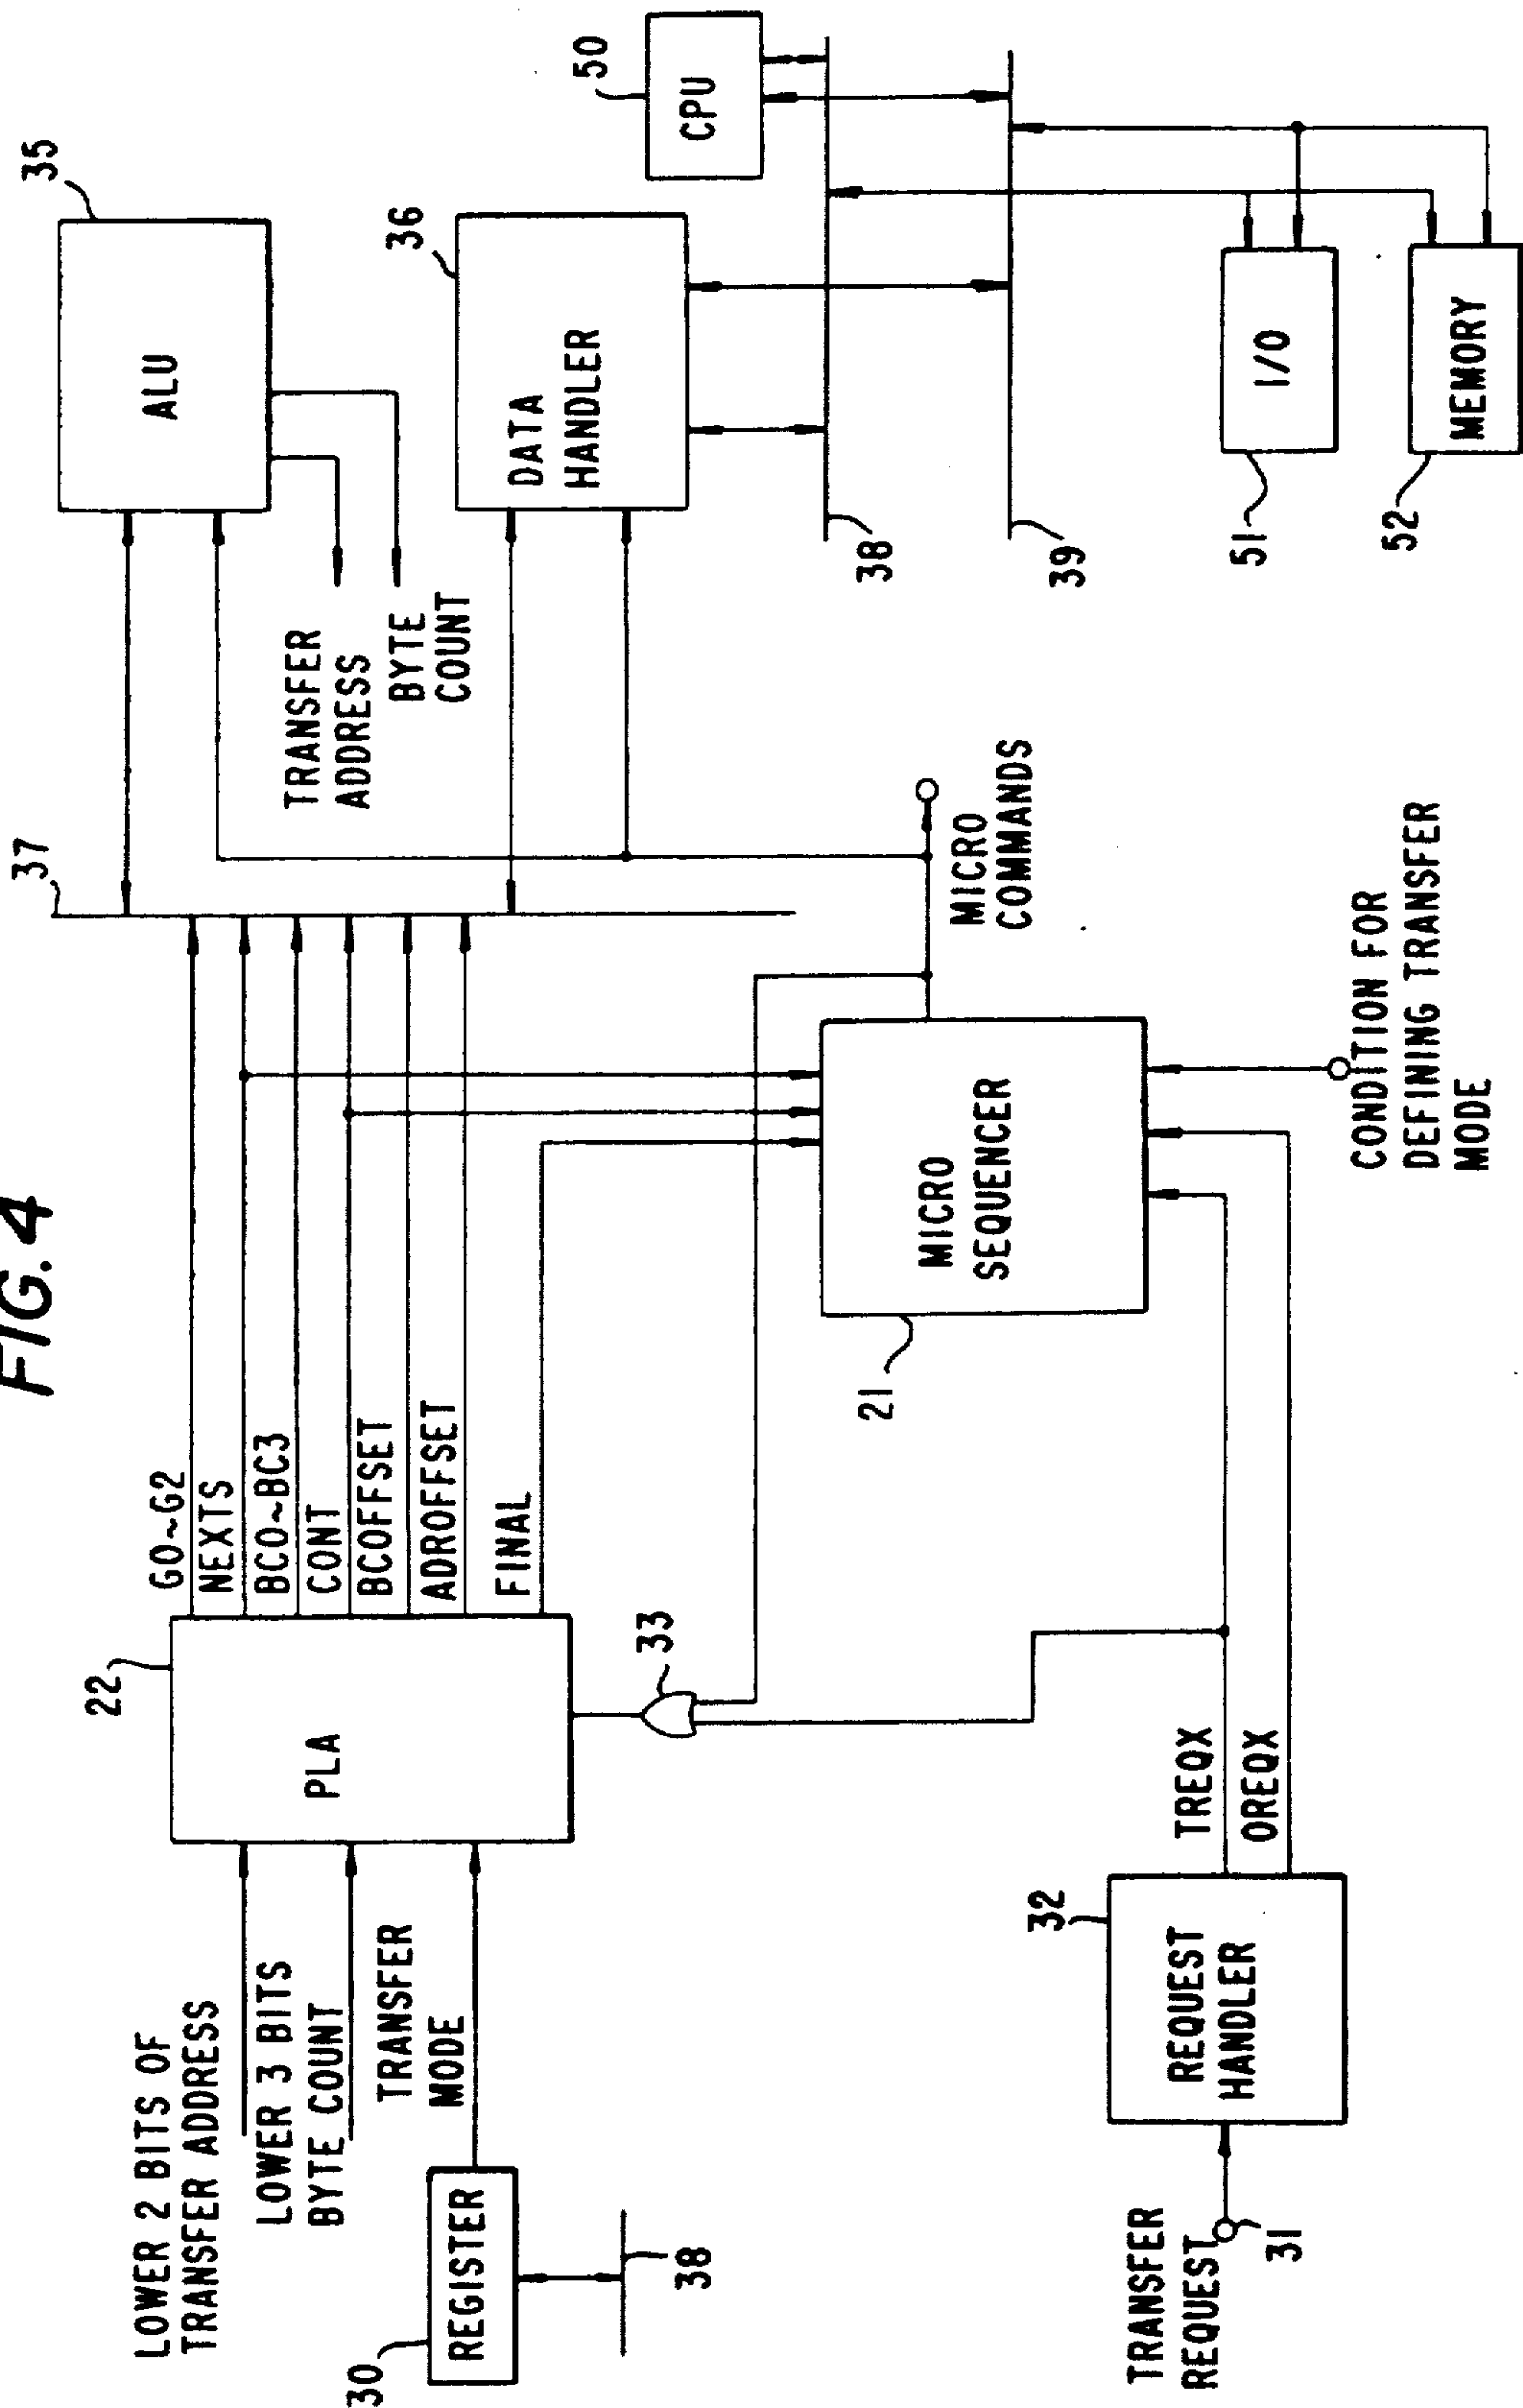 FIG. 4
LOWER 2 BITS OF
TRANSFER ADDRESS
LOWER 3 BITS
BYTE COUNT
TRANSFER
MODE
30
REGISTER
38
22
PLA
G0~G2
NEXTS
BC0~BC3
CONT
BCOFFSET
ADROFFSET
FINAL
33
37
35
ALU
TRANSFER
ADDRESS
BYTE
COUNT
36
DATA
HANDLER
38
39
50
CPU
51
I/O
52
MEMORY
21
MICRO
SEQUENCER
MICRO
COMMANDS
CONDITION FOR
DEFINING TRANSFER
MODE
TRANSFER
REQUEST
31
32
REQUEST
HANDLER
TREQX
OREQX